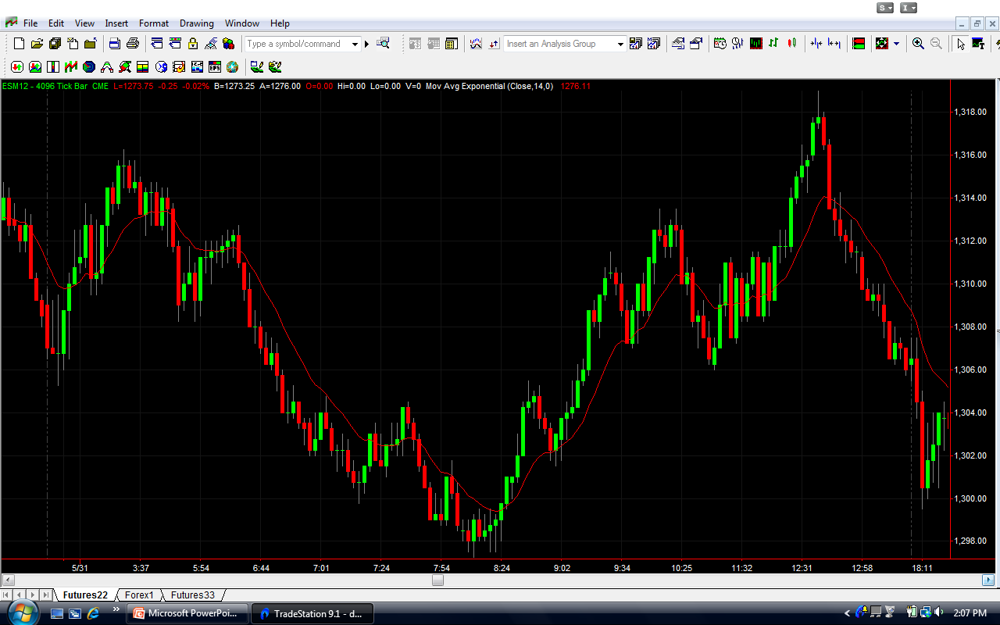 S I
File Edit View Insert Format Drawing Window Help
Type a symbol/command Insert an Analysis Group
EPS
ESM12 - 4096 Tick Bar CME L=1273.75 -0.25 -0.02% B=1273.25 A=1276.00 O=0.00 Hi=0.00 Lo=0.00 V=0 Mov Avg Exponential (Close,14,0) 1276.11
1,318.00
1,316.00
1,314.00
1,312.00
1,310.00
1,308.00
1,306.00
1,304.00
1,302.00
1,300.00
1,298.00
5/31 3:37 5:54 6:44 7:01 7:24 7:54 8:24 9:02 9:34 10:25 11:32 12:31 12:58 18:11
Futures22 Forex1 Futures33
Microsoft PowerPoi... TradeStation 9.1 - d... 2:07 PM